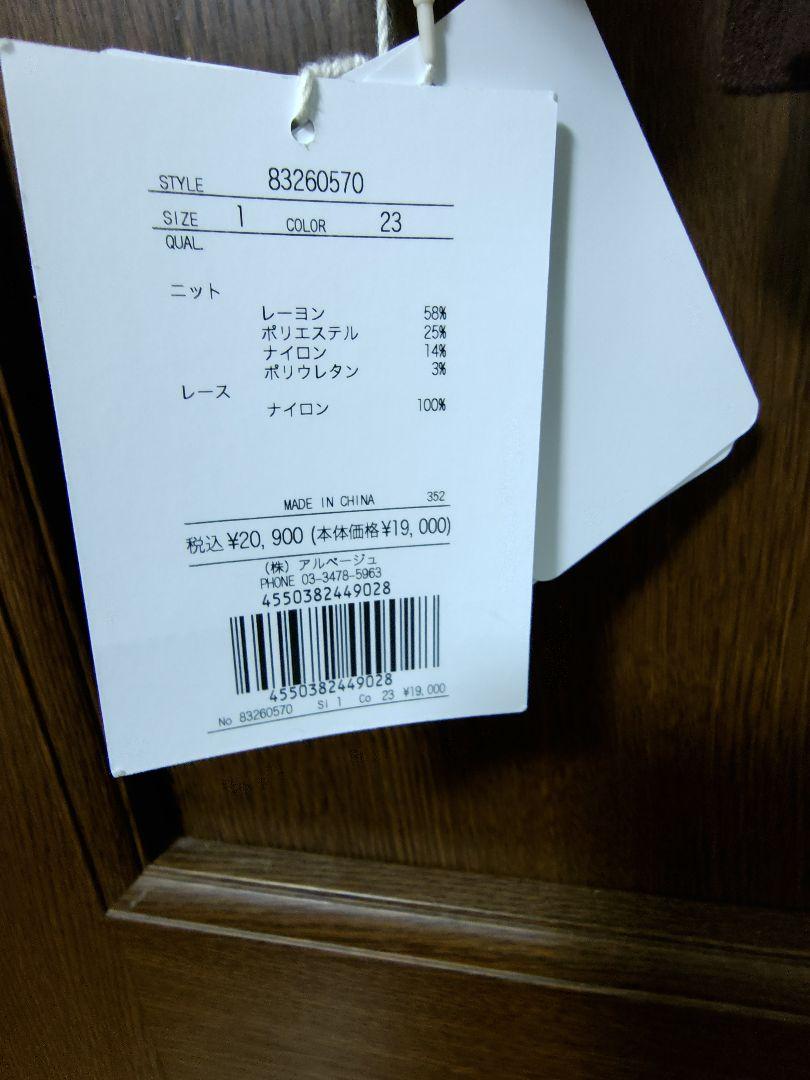 STYLE 83260570
SIZE 1 COLOR 23
QUAL.
ニット
レーヨン 58%
ポリエステル 25%
ナイロン 14%
ポリウレタン 3%
レース
ナイロン 100%
MADE IN CHINA 352
税込 ¥20,900 (本体価格¥19,000)
(株) アルページュ
PHONE 03-3478-5963
4550382449028
4550382449028
No 83260570 Si 1 Co 23 ¥19,000